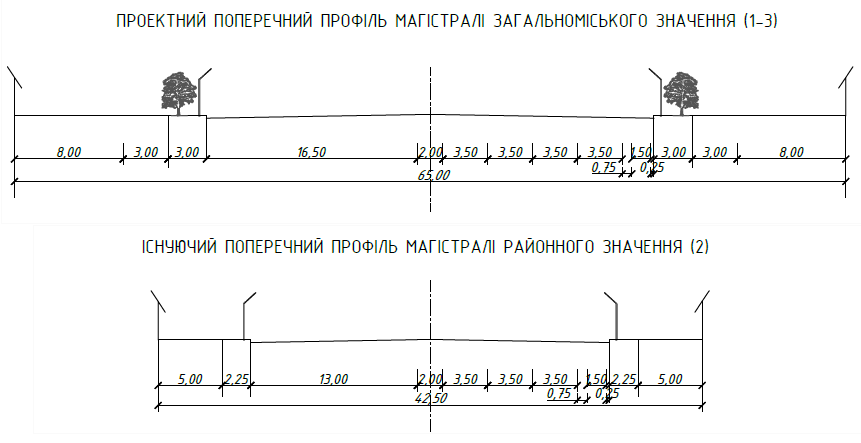 ПРОЕКТНИЙ ПОПЕРЕЧНИЙ ПРОФІЛЬ МАГІСТРАЛІ ЗАГАЛЬНОМІСЬКОГО ЗНАЧЕННЯ (1-3)
8,00 3,00 3,00 16,50 2,00 3,50 3,50 3,50 3,50 1,50 3,00 3,00 8,00
0,75 0,25
65,00
ІСНУЮЧИЙ ПОПЕРЕЧНИЙ ПРОФІЛЬ МАГІСТРАЛІ РАЙОННОГО ЗНАЧЕННЯ (2)
5,00 2,25 13,00 2,00 3,50 3,50 3,50 1,50 2,25 5,00
0,75 0,25
42,50